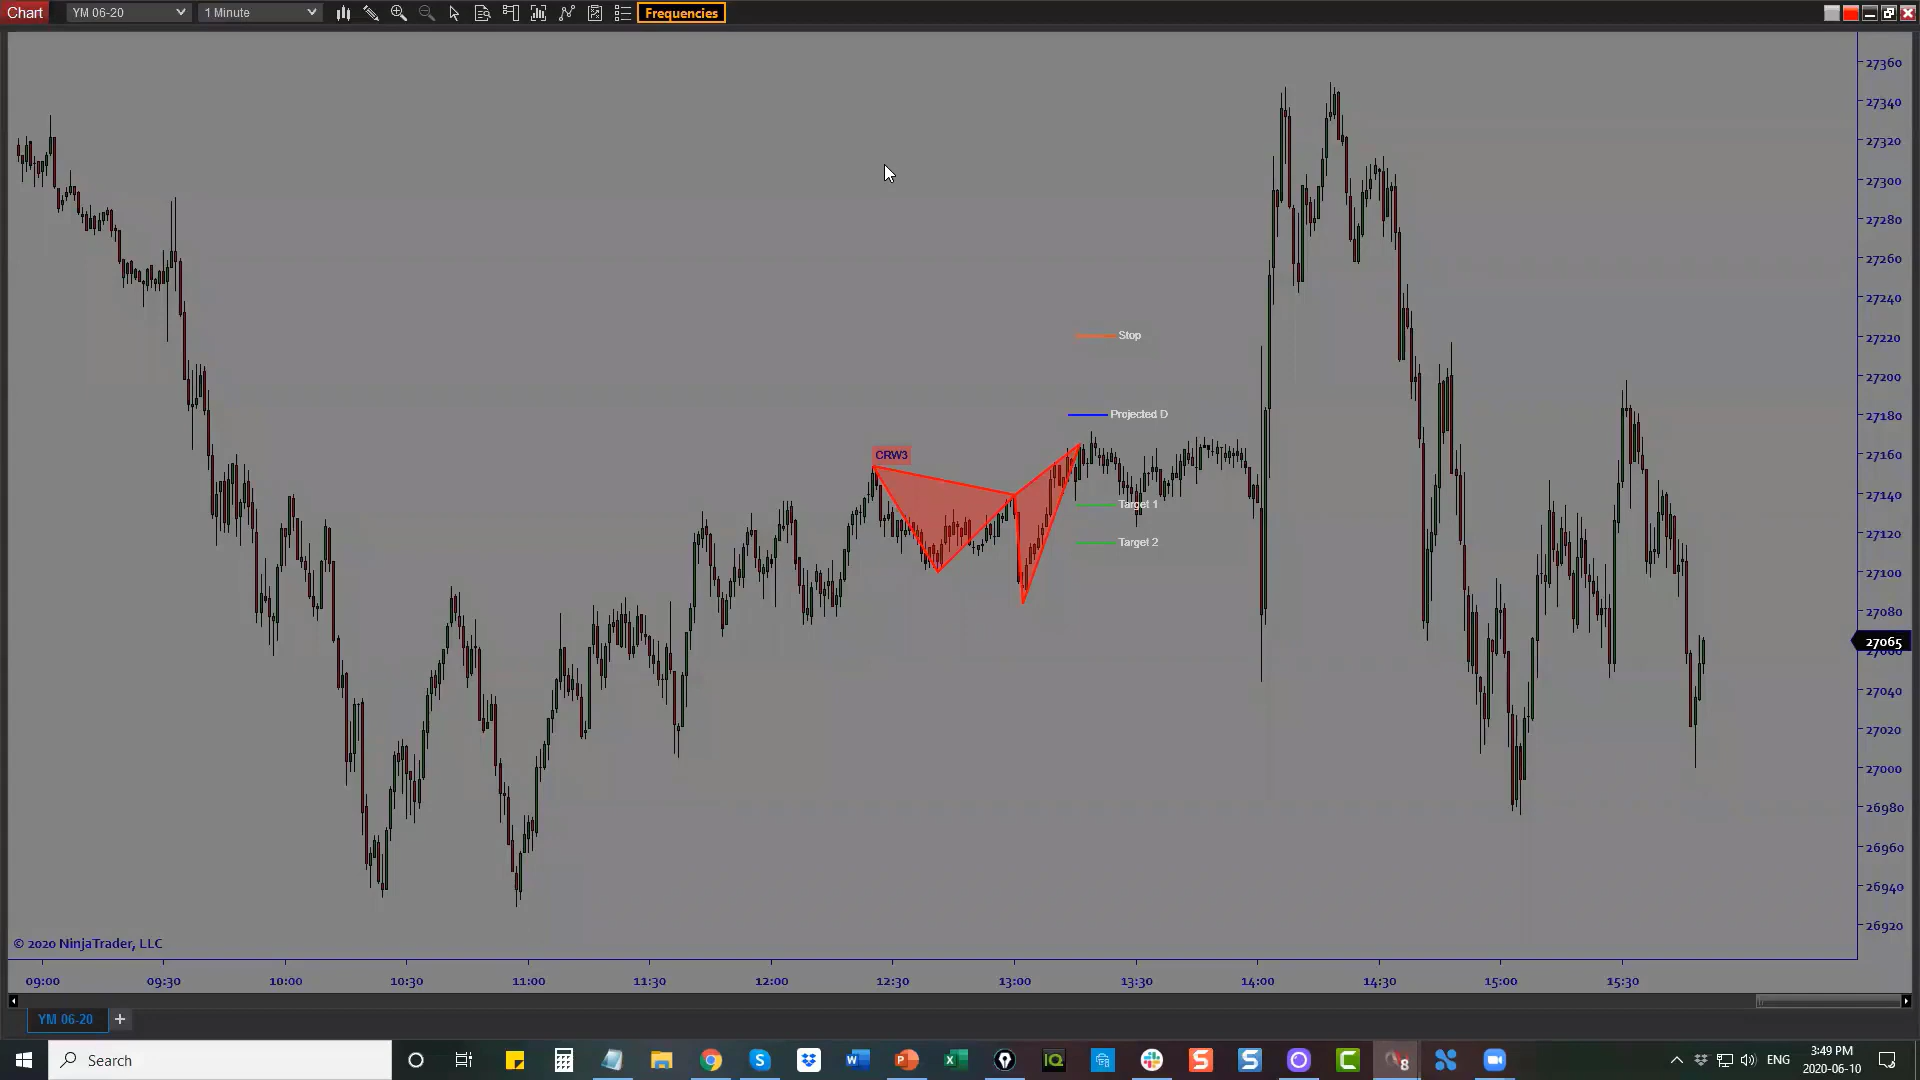 Chart YM 06-20 1 Minute Frequencies
27360
27340
27320
27300
27280
27260
27240
27220
27200
27180
27160
27140
27120
27100
27080
27065
27060
27040
27020
27000
26980
26960
26940
26920
Stop
Projected D
CRW3
Target 1
Target 2
© 2020 NinjaTrader, LLC
09:00 09:30 10:00 10:30 11:00 11:30 12:00 12:30 13:00 13:30 14:00 14:30 15:00 15:30
YM 06-20 +
Search
ENG
3:49 PM
2020-06-10